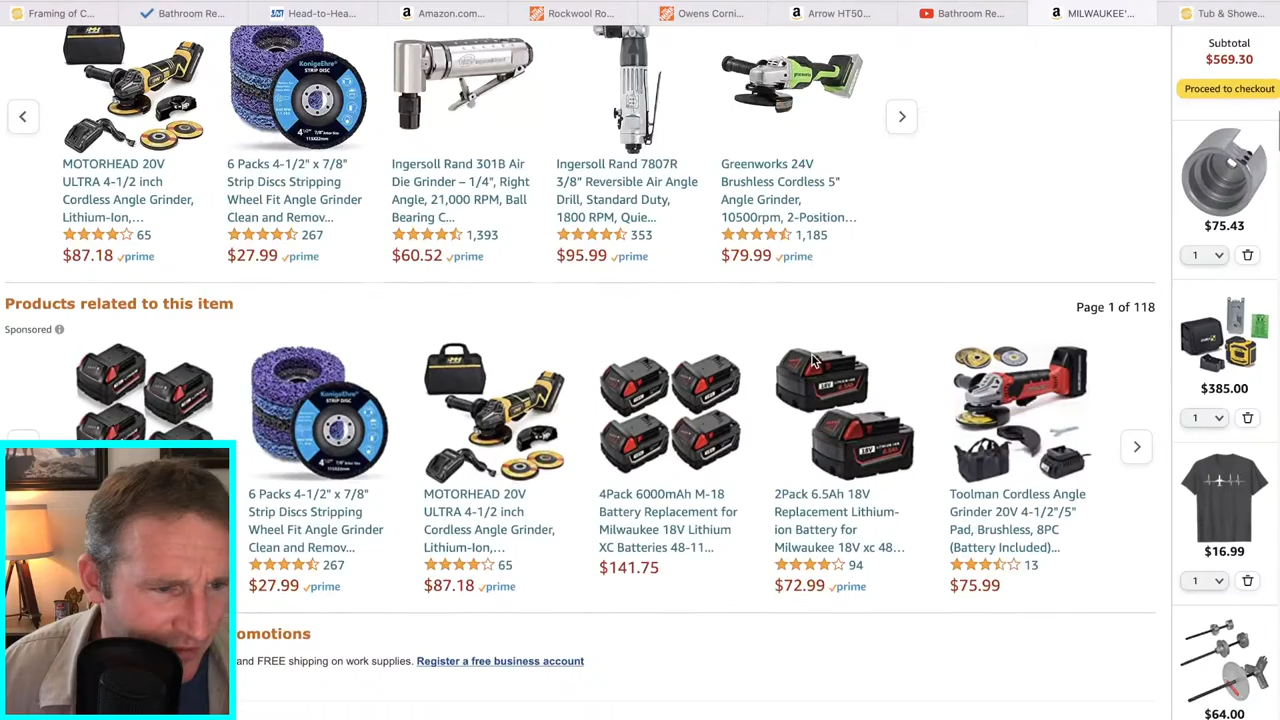 Framing of C...
Bathroom Re...
Head-to-Hea...
Amazon.com...
Rockwool Ro...
Owens Corni...
Arrow HT50...
Bathroom Re...
MILWAUKEE'...
Tub & Showe...
MOTORHEAD 20V
ULTRA 4-1/2 inch
Cordless Angle Grinder,
Lithium-Ion,...
65
$87.18 prime
6 Packs 4-1/2" x 7/8"
Strip Discs Stripping
Wheel Fit Angle Grinder
Clean and Remov...
267
$27.99 prime
Ingersoll Rand 301B Air
Die Grinder – 1/4", Right
Angle, 21,000 RPM, Ball
Bearing C...
1,393
$60.52 prime
Ingersoll Rand 7807R
3/8" Reversible Air Angle
Drill, Standard Duty,
1800 RPM, Quie...
353
$95.99 prime
Greenworks 24V
Brushless Cordless 5"
Angle Grinder,
10500rpm, 2-Position...
1,185
$79.99 prime
Products related to this item
Page 1 of 118
Sponsored
6 Packs 4-1/2" x 7/8"
Strip Discs Stripping
Wheel Fit Angle Grinder
Clean and Remov...
267
$27.99 prime
MOTORHEAD 20V
ULTRA 4-1/2 inch
Cordless Angle Grinder,
Lithium-Ion,...
65
$87.18 prime
4Pack 6000mAh M-18
Battery Replacement for
Milwaukee 18V Lithium
XC Batteries 48-11...
$141.75
2Pack 6.5Ah 18V
Replacement Lithium-
ion Battery for
Milwaukee 18V xc 48...
94
$72.99 prime
Toolman Cordless Angle
Grinder 20V 4-1/2"/5"
Pad, Brushless, 8PC
(Battery Included)...
13
$75.99
omotions
and FREE shipping on work supplies. Register a free business account
Subtotal
$569.30
Proceed to checkout
$75.43
1
$385.00
1
$16.99
1
$64.00